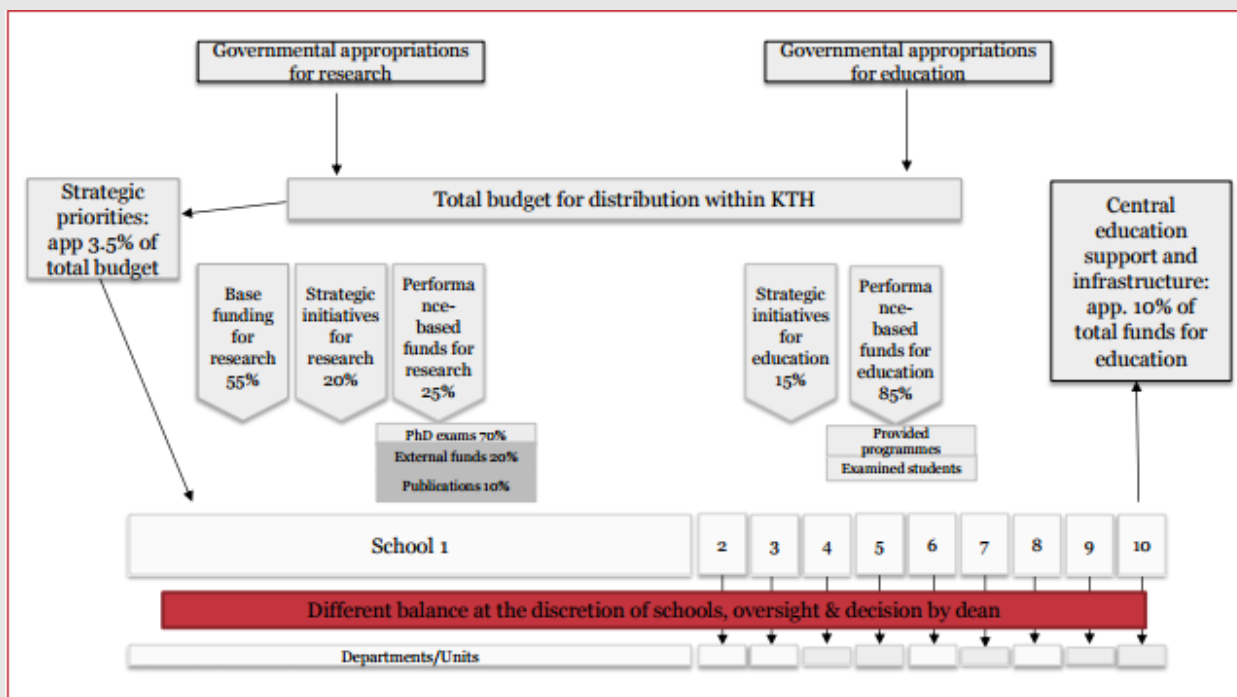 Governmental appropriations
for research
Governmental appropriations
for education
Strategic
priorities:
app 3.5% of
total budget
Total budget for distribution within KTH
Central
education
support and
infrastructure:
app. 10% of
total funds for
education
Base
funding
for
research
55%
Strategic
initiatives
for
research
20%
Performa
nce-
based
funds for
research
25%
Strategic
initiatives
for
education
15%
Performa
nce-
based
funds for
education
85%
PhD exams 70%
External funds 20%
Publications 10%
Provided
programmes
Examined students
School 1
2
3
4
5
6
7
8
9
10
Different balance at the discretion of schools, oversight & decision by dean
Departments/Units